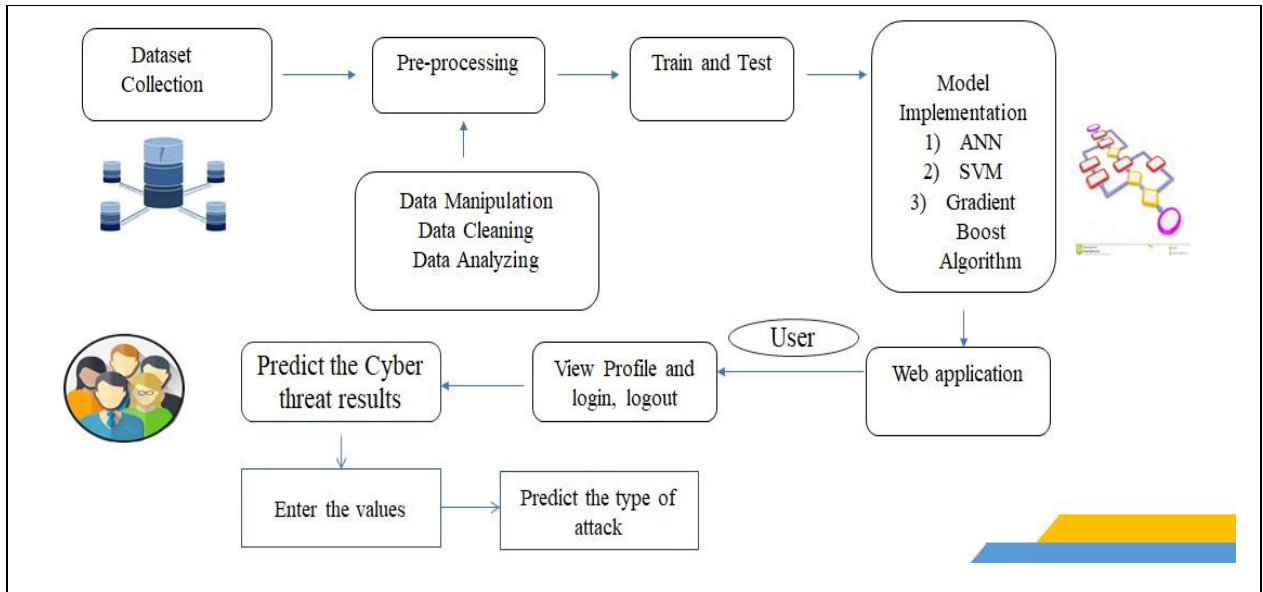 Dataset
Collection
Pre-processing
Train and Test
Model
Implementation
1) ANN
2) SVM
3) Gradient
Boost
Algorithm
Data Manipulation
Data Cleaning
Data Analyzing
User
Web application
View Profile and
login, logout
Predict the Cyber
threat results
Enter the values
Predict the type of
attack